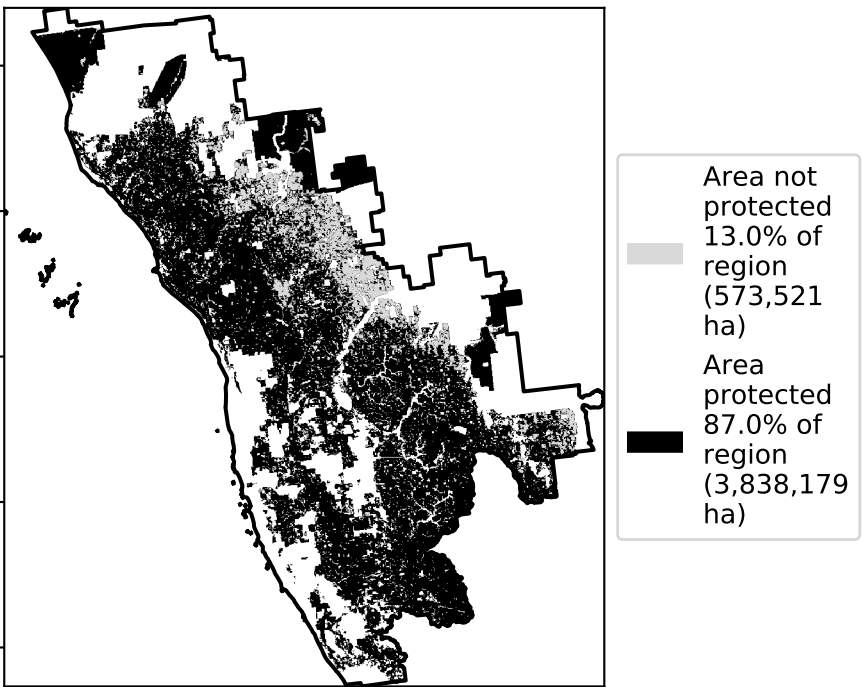 Area not
protected
13.0% of
region
(573,521
ha)
Area
protected
87.0% of
region
(3,838,179
ha)